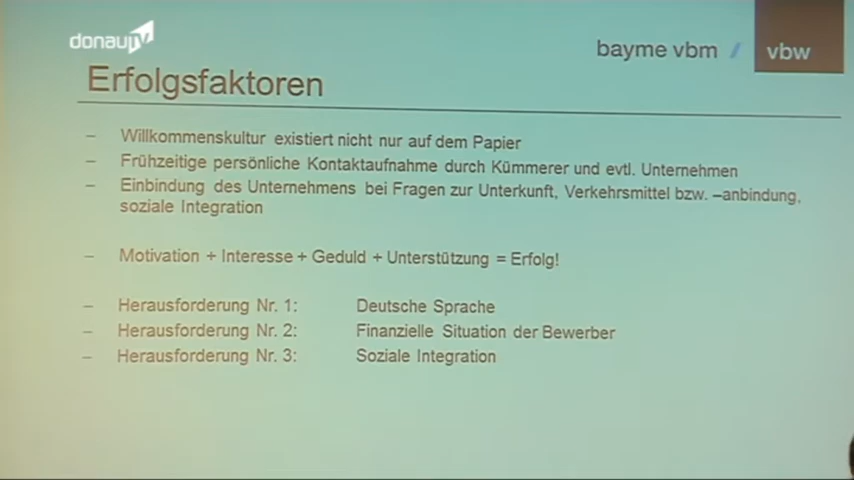 donau tv
bayme vbm / vbw
Erfolgsfaktoren
– Willkommenskultur existiert nicht nur auf dem Papier
– Frühzeitige persönliche Kontaktaufnahme durch Kümmerer und evtl. Unternehmen
– Einbindung des Unternehmens bei Fragen zur Unterkunft, Verkehrsmittel bzw. –anbindung,
soziale Integration
– Motivation + Interesse + Geduld + Unterstützung = Erfolg!
– Herausforderung Nr. 1: Deutsche Sprache
– Herausforderung Nr. 2: Finanzielle Situation der Bewerber
– Herausforderung Nr. 3: Soziale Integration